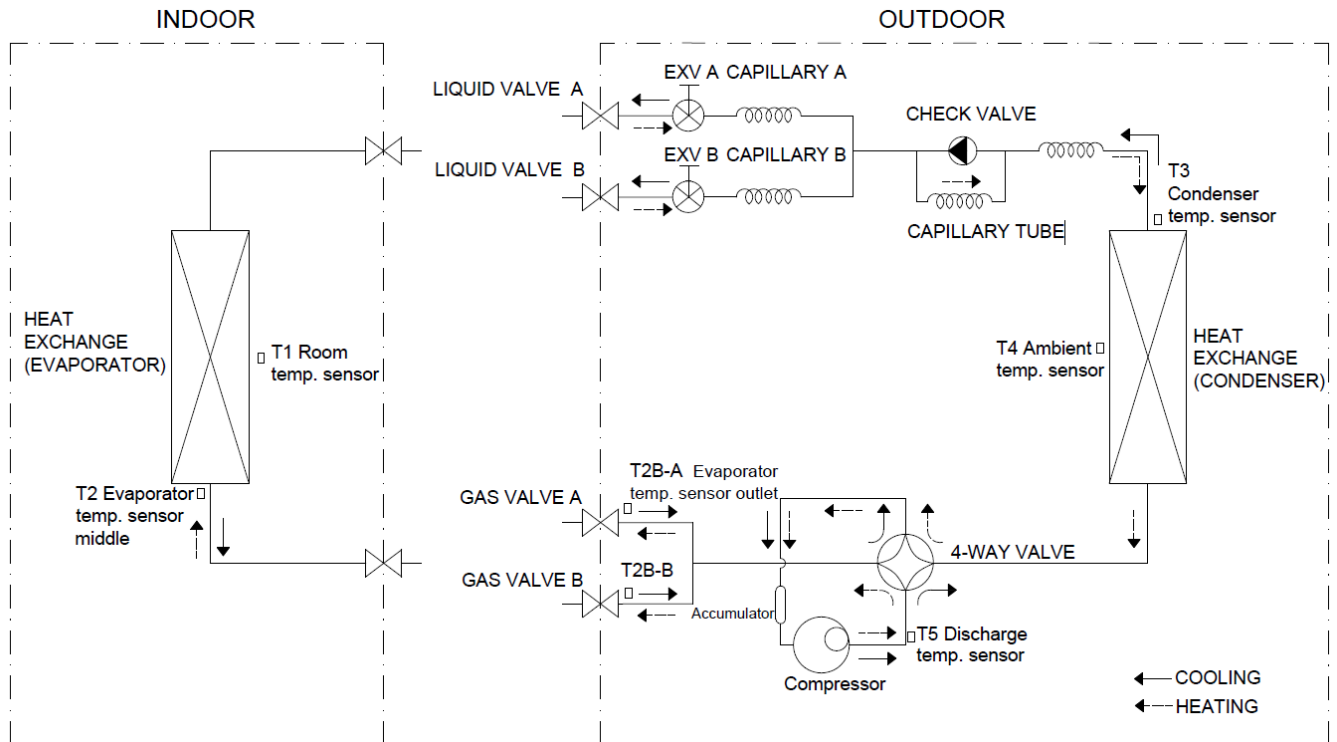 INDOOR
OUTDOOR
EXV A CAPILLARY A
LIQUID VALVE A
CHECK VALVE
EXV B CAPILLARY B
LIQUID VALVE B
T3
Condenser
temp. sensor
CAPILLARY TUBE
HEAT
EXCHANGE
(EVAPORATOR)
T1 Room
temp. sensor
T4 Ambient
temp. sensor
HEAT
EXCHANGE
(CONDENSER)
T2 Evaporator
temp. sensor
middle
T2B-A Evaporator
temp. sensor outlet
GAS VALVE A
4-WAY VALVE
GAS VALVE B
T2B-B
Accumulator
T5 Discharge
temp. sensor
Compressor
COOLING
HEATING